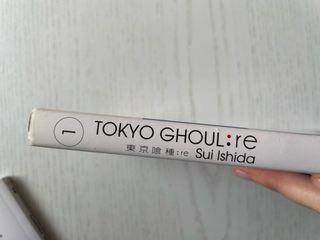 1
TOKYO GHOUL:re
東京喰種:re Sui Ishida